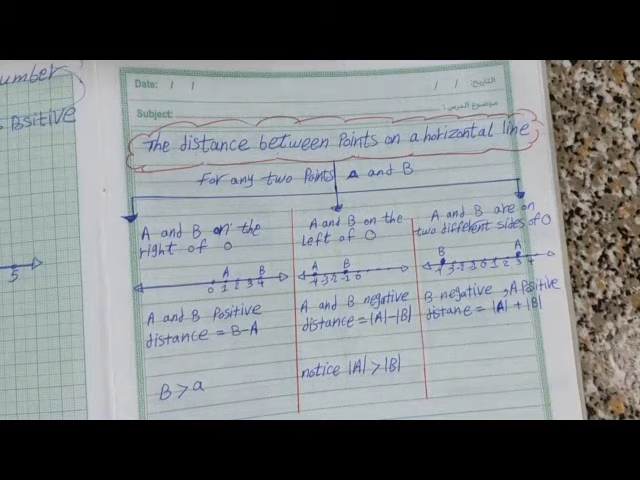 umber
Positive
5
Date: / /
/ / التاريخ:
Subject:
موضوع الدرس:
The distance between Points on a horizontal line
For any two Points A and B
A and B on the
right of 0
A B
0 1 2 3 4
A and B Positive
distance = B-A
B > a
A and B on the
Left of 0
A B
-4 -3 -2 -1 0
A and B negative
distance = |A|-|B|
notice |A| > |B|
A and B are on
two different sides of 0
B A
-4 -3 -2 -1 0 1 2 3 4
B negative, A Positive
distane = |A| + |B|